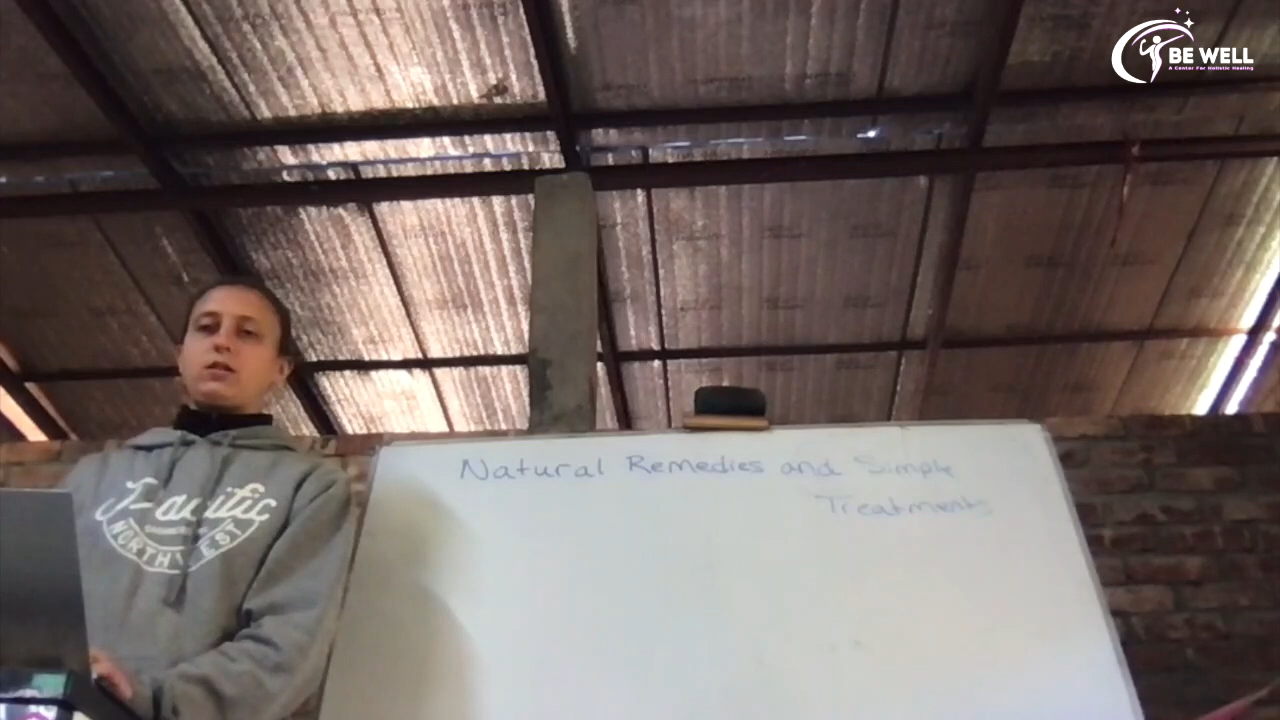 BE WELL
A Center For Holistic Healing
Natural Remedies and Simple
Treatments
Pacific
NORTHWEST